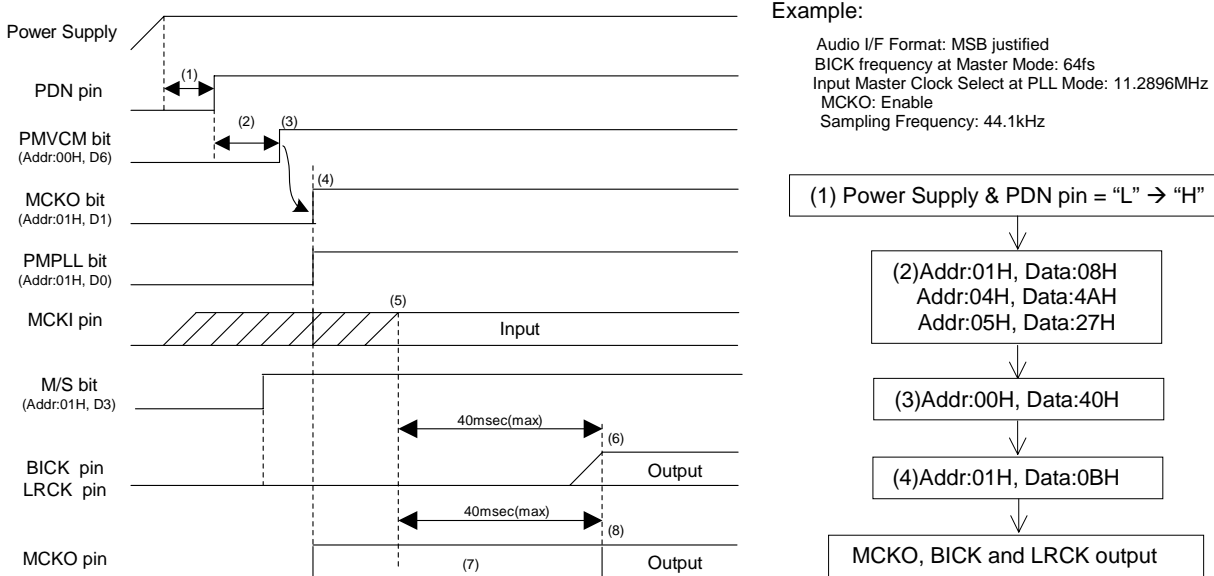 Power Supply
(1)
PDN pin
(2)
(3)
PMVCM bit
(Addr:00H, D6)
(4)
MCKO bit
(Addr:01H, D1)
PMPLL bit
(Addr:01H, D0)
(5)
MCKI pin
Input
M/S bit
(Addr:01H, D3)
40msec(max)
(6)
BICK pin
LRCK pin
Output
40msec(max)
(8)
MCKO pin
(7)
Output
Example:
Audio I/F Format: MSB justified
BICK frequency at Master Mode: 64fs
Input Master Clock Select at PLL Mode: 11.2896MHz
MCKO: Enable
Sampling Frequency: 44.1kHz
(1) Power Supply & PDN pin = “L” → “H”
(2)Addr:01H, Data:08H
Addr:04H, Data:4AH
Addr:05H, Data:27H
(3)Addr:00H, Data:40H
(4)Addr:01H, Data:0BH
MCKO, BICK and LRCK output